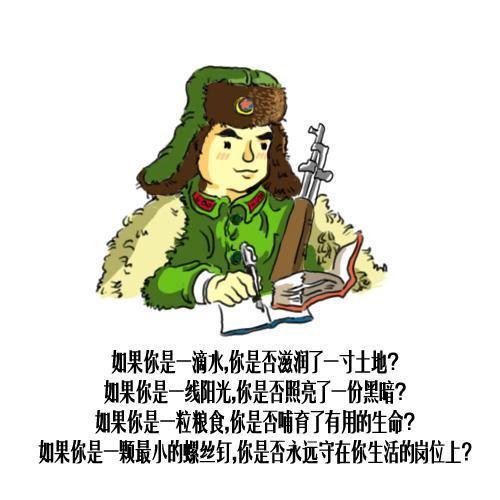 如果你是一滴水,你是否滋润了一寸土地?
如果你是一线阳光,你是否照亮了一份黑暗?
如果你是一粒粮食,你是否哺育了有用的生命?
如果你是一颗最小的螺丝钉,你是否永远守在你生活的岗位上?